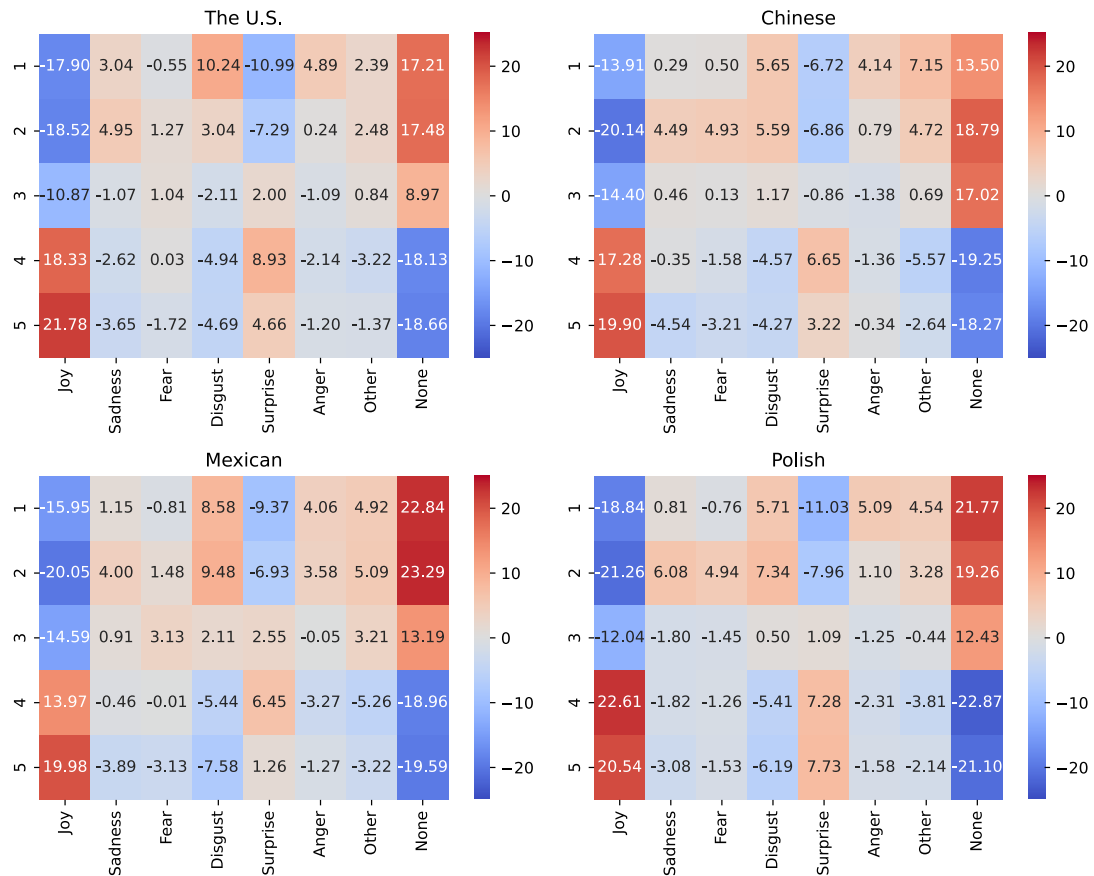 The U.S.
1 -17.90 3.04 -0.55 10.24 -10.99 4.89 2.39 17.21 20
2 -18.52 4.95 1.27 3.04 -7.29 0.24 2.48 17.48 10
3 -10.87 -1.07 1.04 -2.11 2.00 -1.09 0.84 8.97 0
4 18.33 -2.62 0.03 -4.94 8.93 -2.14 -3.22 -18.13 −10
5 21.78 -3.65 -1.72 -4.69 4.66 -1.20 -1.37 -18.66 −20
Joy Sadness Fear Disgust Surprise Anger Other None
Chinese
1 -13.91 0.29 0.50 5.65 -6.72 4.14 7.15 13.50 20
2 -20.14 4.49 4.93 5.59 -6.86 0.79 4.72 18.79 10
3 -14.40 0.46 0.13 1.17 -0.86 -1.38 0.69 17.02 0
4 17.28 -0.35 -1.58 -4.57 6.65 -1.36 -5.57 -19.25 −10
5 19.90 -4.54 -3.21 -4.27 3.22 -0.34 -2.64 -18.27 −20
Joy Sadness Fear Disgust Surprise Anger Other None
Mexican
1 -15.95 1.15 -0.81 8.58 -9.37 4.06 4.92 22.84 20
2 -20.05 4.00 1.48 9.48 -6.93 3.58 5.09 23.29 10
3 -14.59 0.91 3.13 2.11 2.55 -0.05 3.21 13.19 0
4 13.97 -0.46 -0.01 -5.44 6.45 -3.27 -5.26 -18.96 −10
5 19.98 -3.89 -3.13 -7.58 1.26 -1.27 -3.22 -19.59 −20
Joy Sadness Fear Disgust Surprise Anger Other None
Polish
1 -18.84 0.81 -0.76 5.71 -11.03 5.09 4.54 21.77 20
2 -21.26 6.08 4.94 7.34 -7.96 1.10 3.28 19.26 10
3 -12.04 -1.80 -1.45 0.50 1.09 -1.25 -0.44 12.43 0
4 22.61 -1.82 -1.26 -5.41 7.28 -2.31 -3.81 -22.87 −10
5 20.54 -3.08 -1.53 -6.19 7.73 -1.58 -2.14 -21.10 −20
Joy Sadness Fear Disgust Surprise Anger Other None